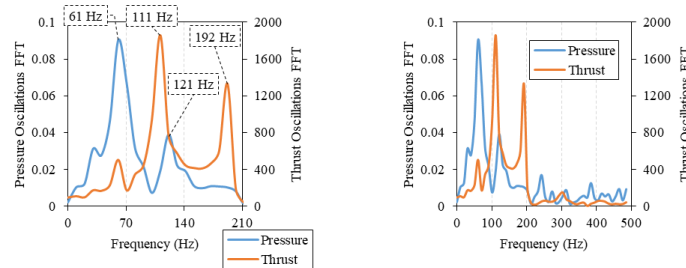 61 Hz
111 Hz
192 Hz
121 Hz
Pressure Oscillations FFT
0.1
0.08
0.06
0.04
0.02
0
2000
1600
1200
800
400
0
Thrust Oscillations FFT
0 70 140 210
Frequency (Hz)
Pressure
Thrust
Pressure Oscillations FFT
0.1
0.08
0.06
0.04
0.02
0
2000
1600
1200
800
400
0
Thrust Oscillations FFT
Pressure
Thrust
0 100 200 300 400 500
Frequency (Hz)
Pressure
Thrust